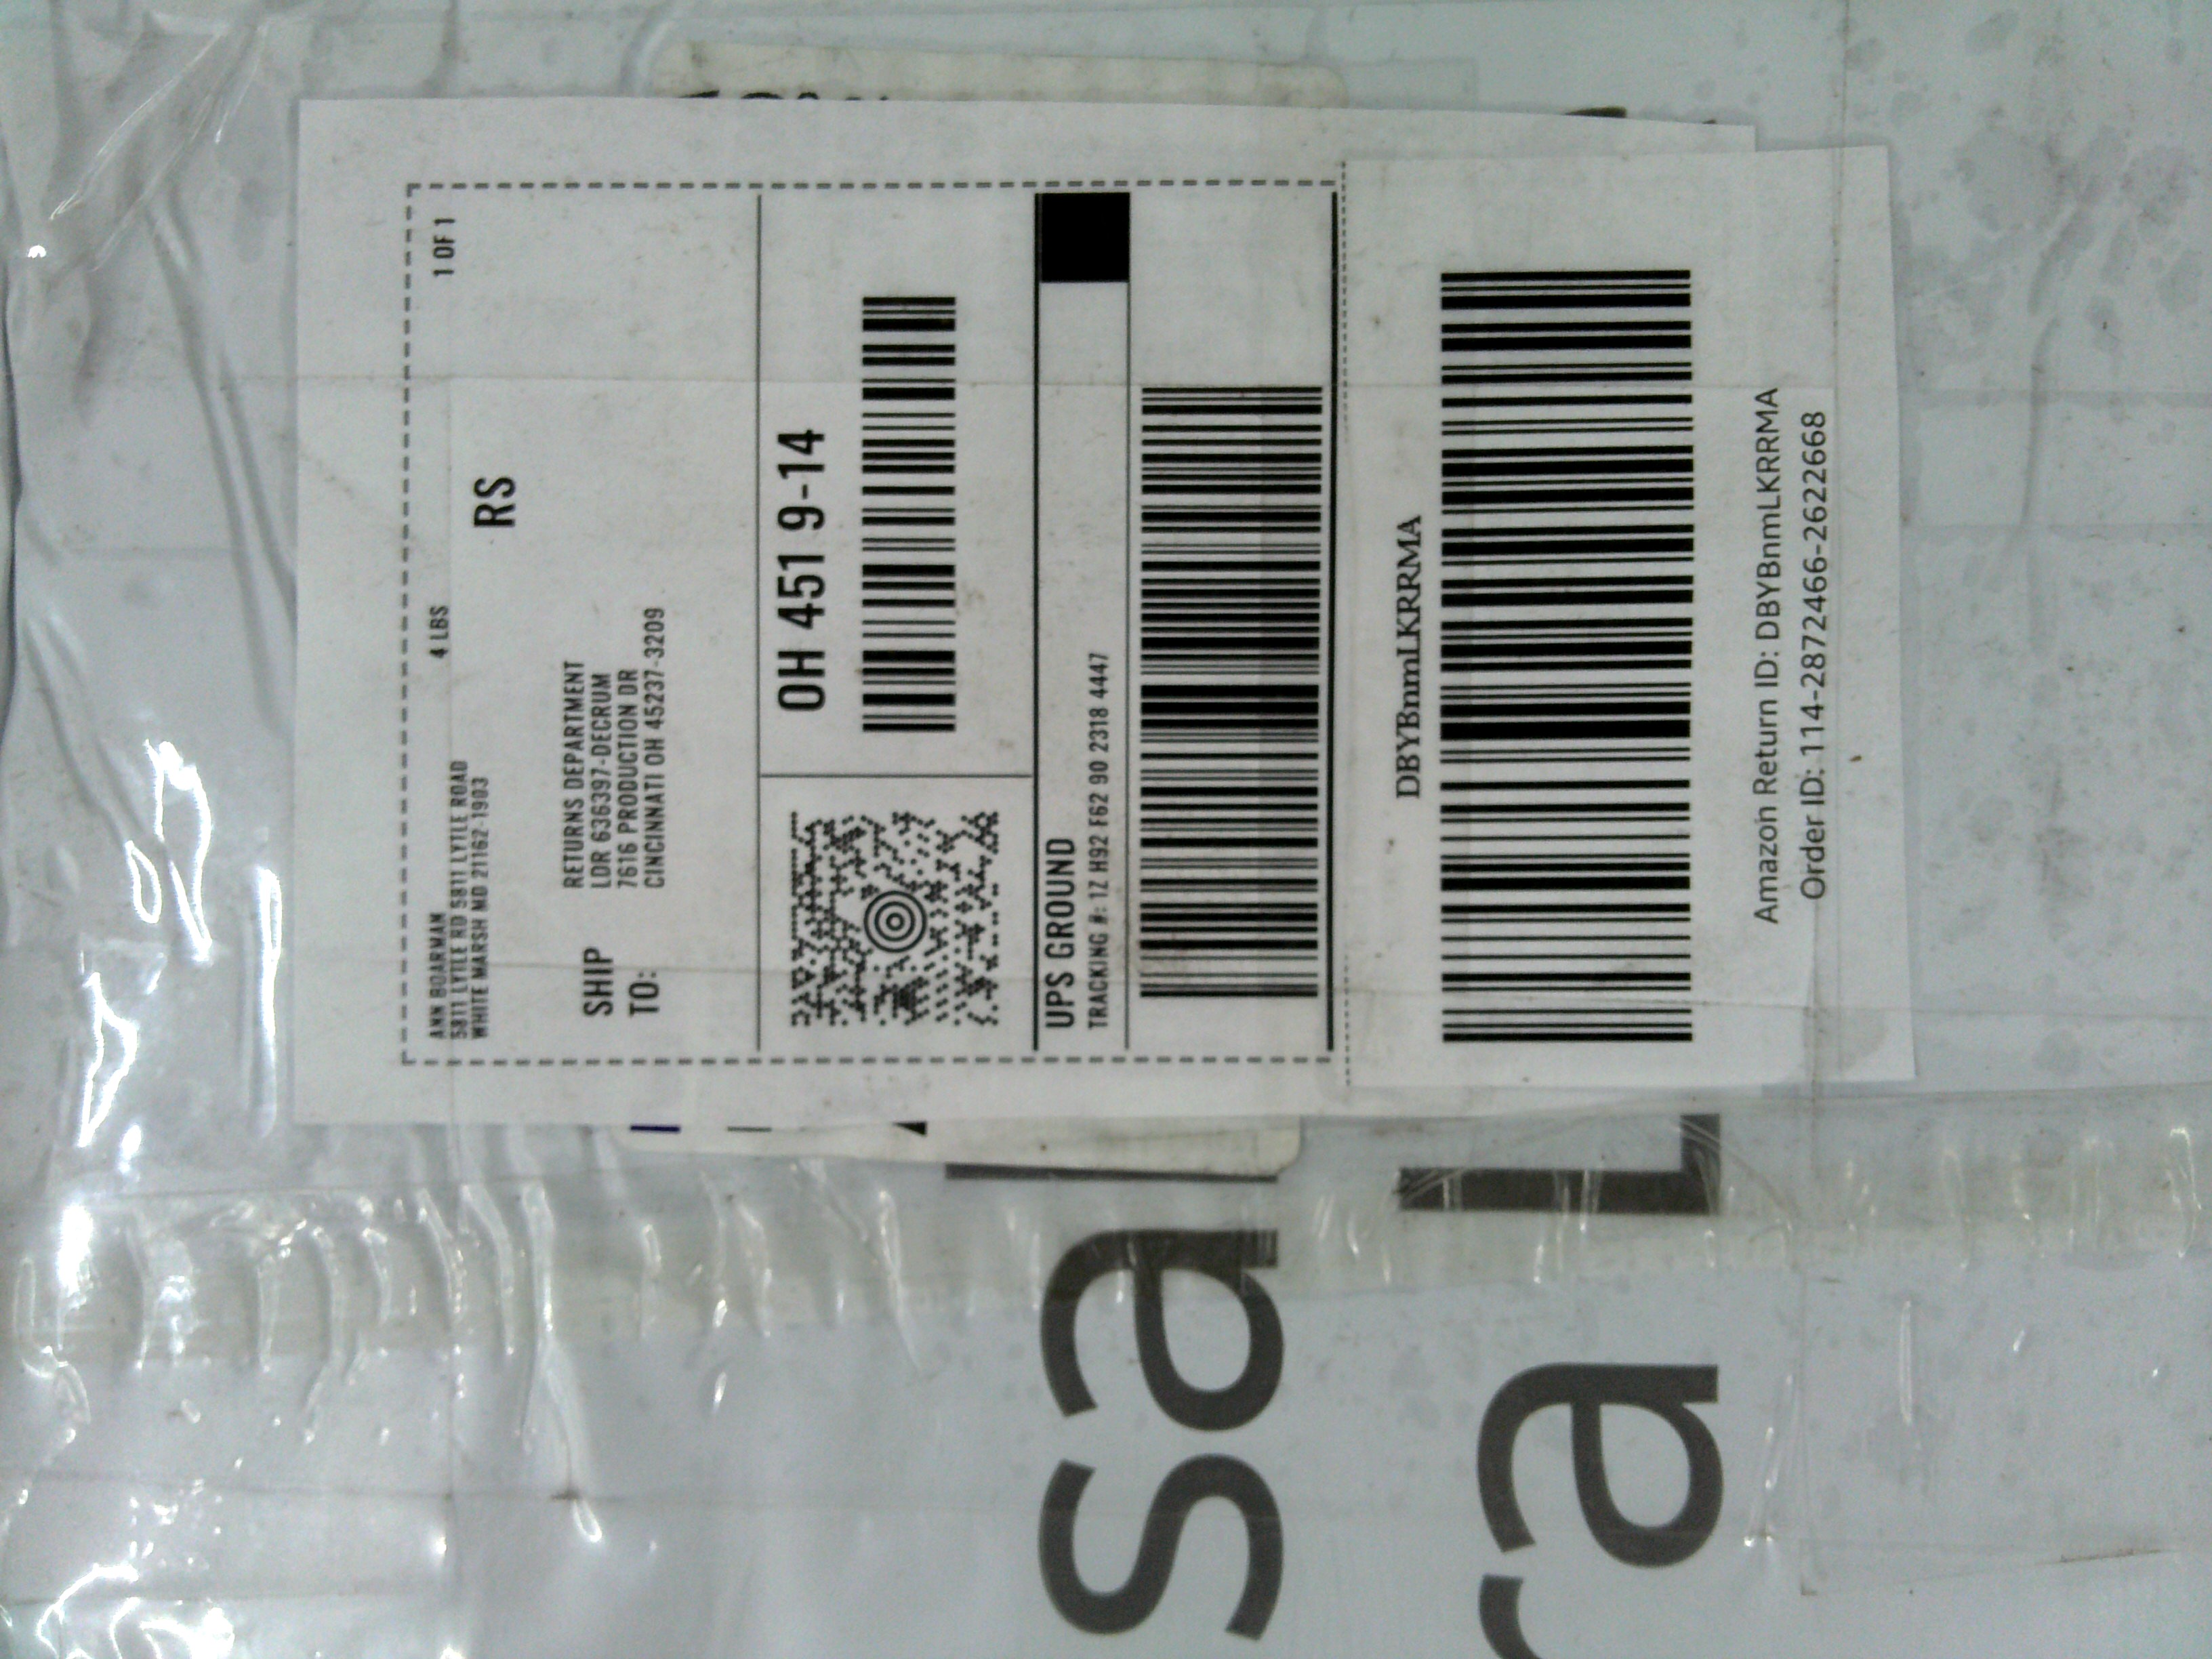 ANN BOARMAN
5811 LYTLE RD 5811 LYTLE ROAD
WHITE MARSH MD 21162-1903
4 LBS
1 OF 1
RS
SHIP
TO:
RETURNS DEPARTMENT
LDR 636397-DECRUM
7616 PRODUCTION DR
CINCINNATI OH 45237-3209
OH 451 9-14
UPS GROUND
TRACKING #: 1Z H92 F62 90 2318 4447
DBYBnmLKRRMA
Amazon Return ID: DBYBnmLKRRMA
Order ID: 114-2872466-2622668
sa
ra L